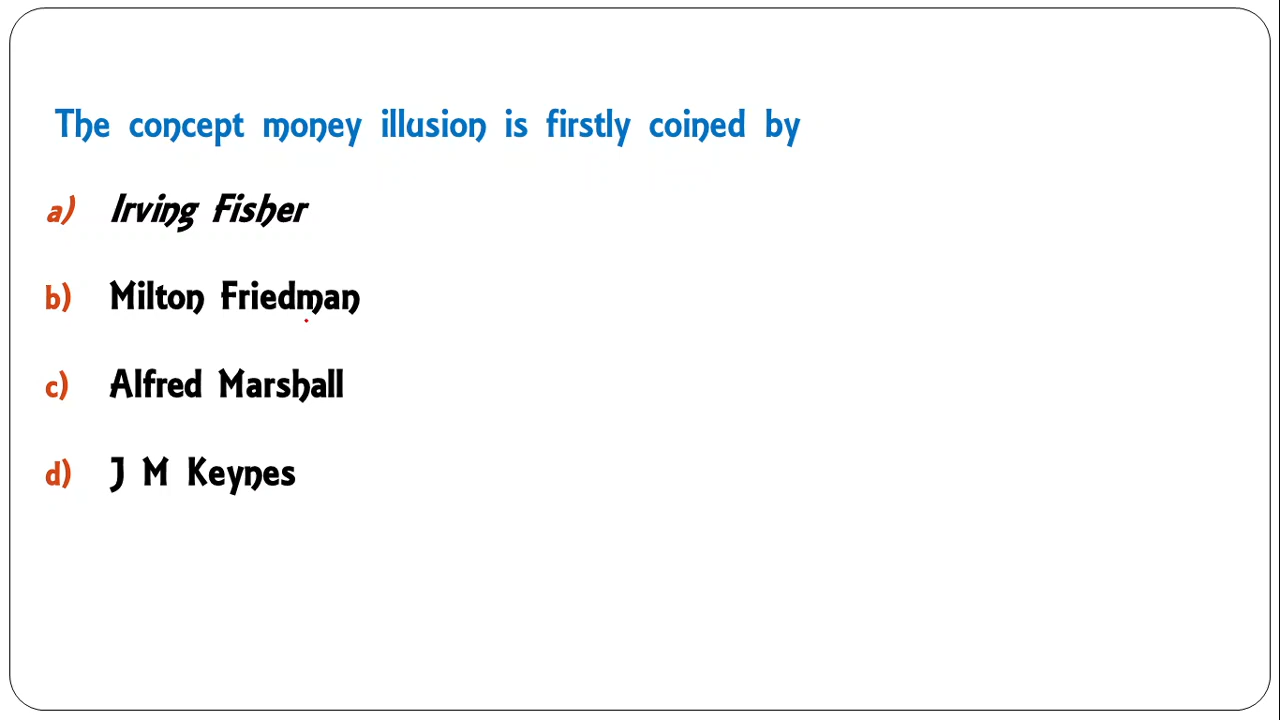 The concept money illusion is firstly coined by
a) Irving Fisher
b) Milton Friedman
c) Alfred Marshall
d) J M Keynes